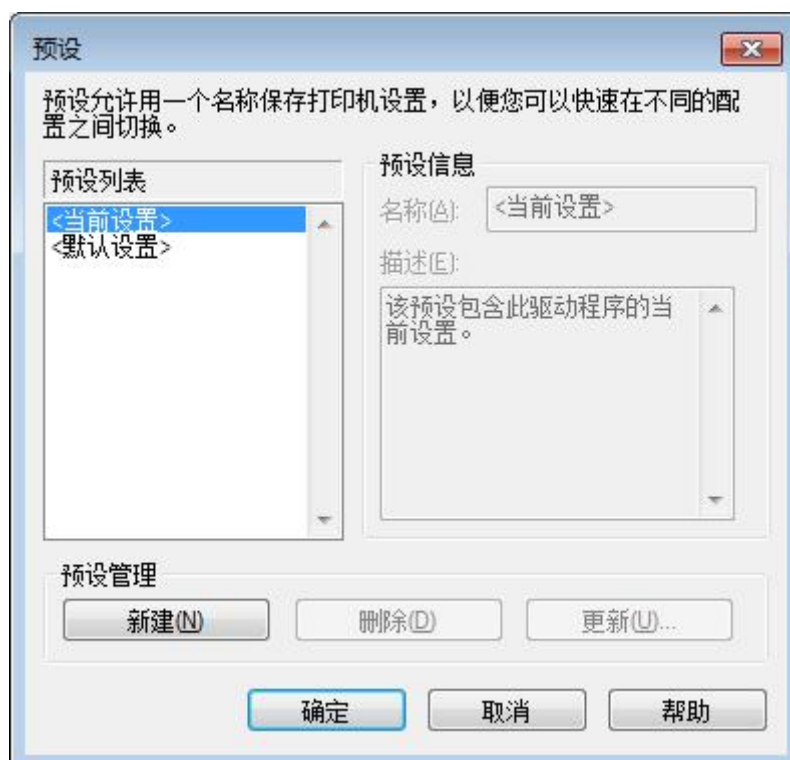 预设
预设允许用一个名称保存打印机设置，以便您可以快速在不同的配
置之间切换。
预设列表
<当前设置>
<默认设置>
预设信息
名称(A):
<当前设置>
描述(E):
该预设包含此驱动程序的当
前设置。
预设管理
新建(N)
删除(D)
更新(U)...
确定
取消
帮助